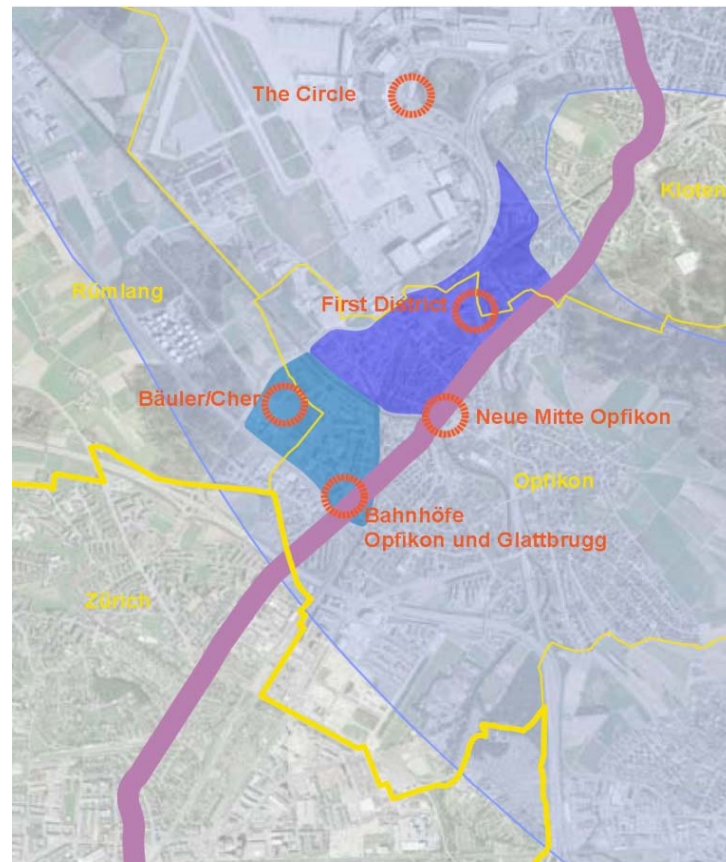 The Circle
Kloten
Rümlang
First District
Bäuler/Cher
Neue Mitte Opfikon
Opfikon
Bahnhöfe
Opfikon und Glattbrugg
Zürich